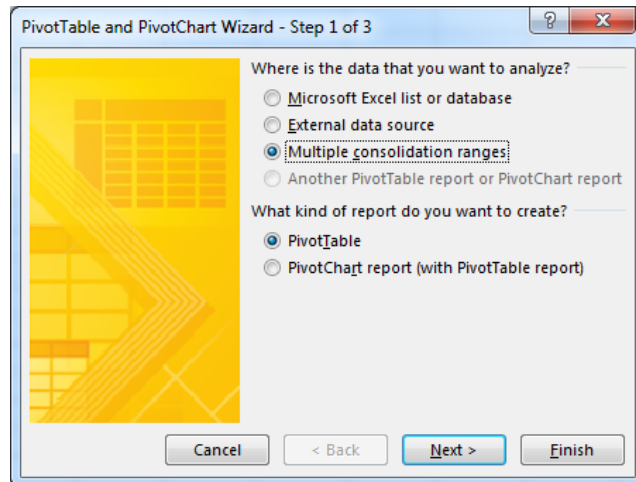 PivotTable and PivotChart Wizard - Step 1 of 3
Where is the data that you want to analyze?
Microsoft Excel list or database
External data source
Multiple consolidation ranges
Another PivotTable report or PivotChart report
What kind of report do you want to create?
PivotTable
PivotChart report (with PivotTable report)
Cancel
< Back
Next >
Finish